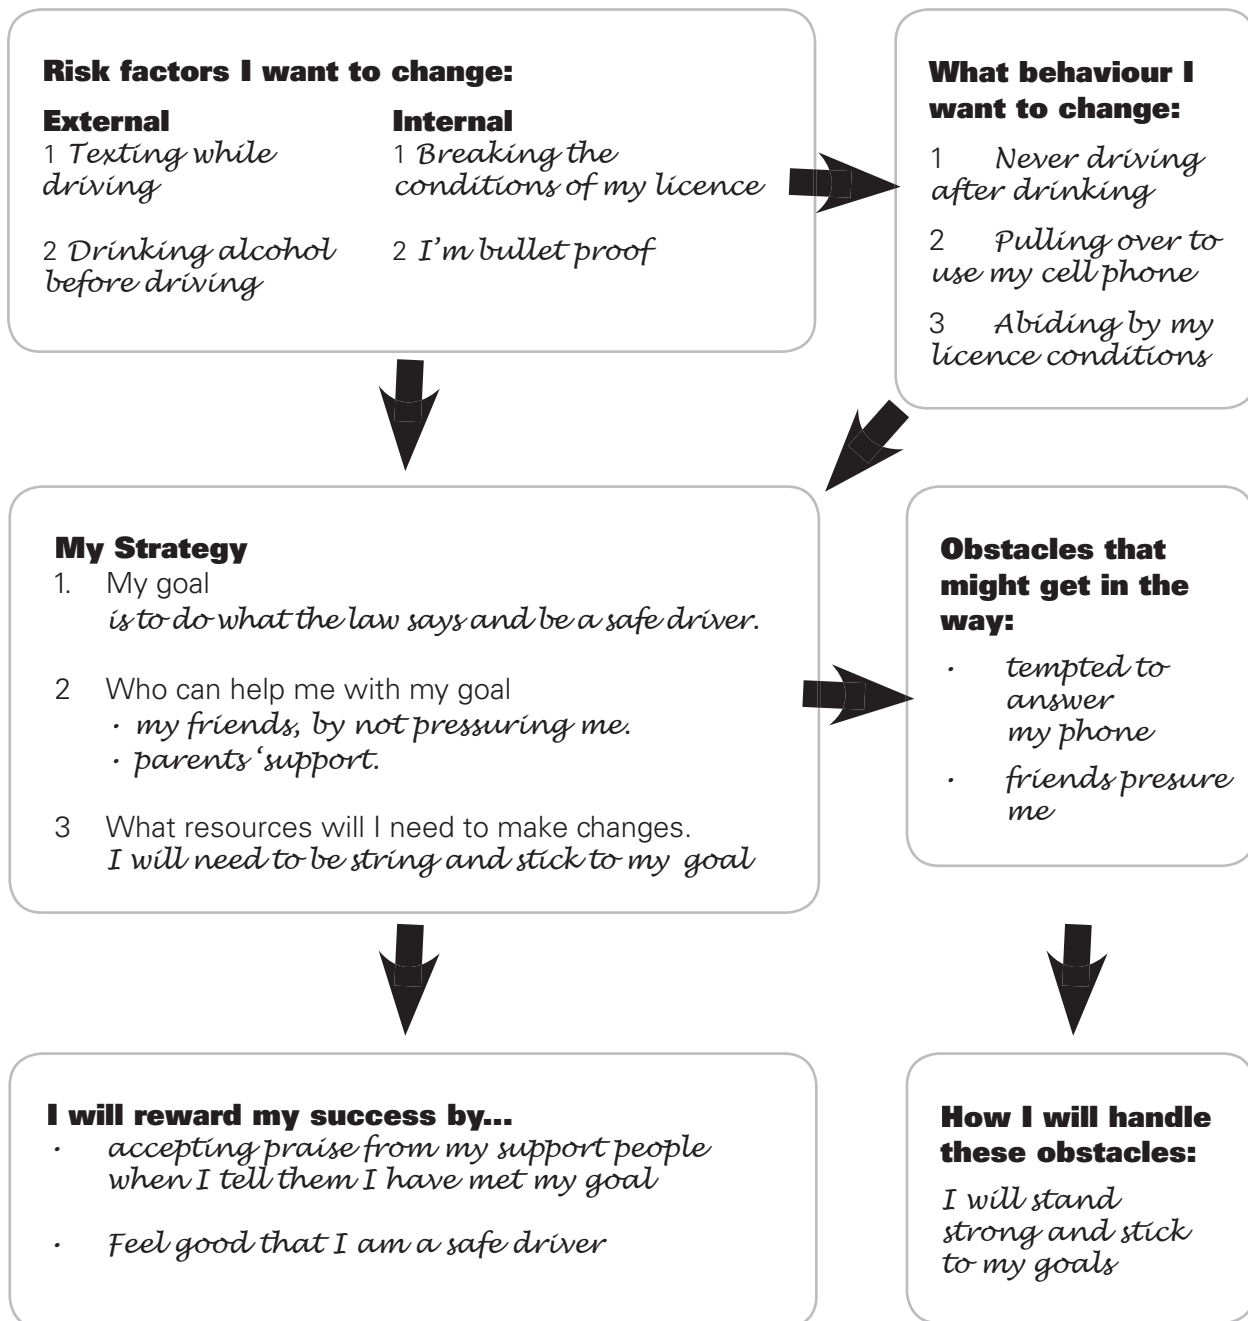 Risk factors I want to change:
External
1 Texting while
driving
2 Drinking alcohol
before driving
Internal
1 Breaking the
conditions of my licence
2 I'm bullet proof
What behaviour I
want to change:
1 Never driving
after drinking
2 Pulling over to
use my cell phone
3 Abiding by my
licence conditions
My Strategy
1. My goal
is to do what the law says and be a safe driver.
2 Who can help me with my goal
· my friends, by not pressuring me.
· parents ‘support.
3 What resources will I need to make changes.
I will need to be string and stick to my goal
Obstacles that
might get in the
way:
· tempted to
answer
my phone
· friends presure
me
I will reward my success by...
· accepting praise from my support people
when I tell them I have met my goal
· Feel good that I am a safe driver
How I will handle
these obstacles:
I will stand
strong and stick
to my goals